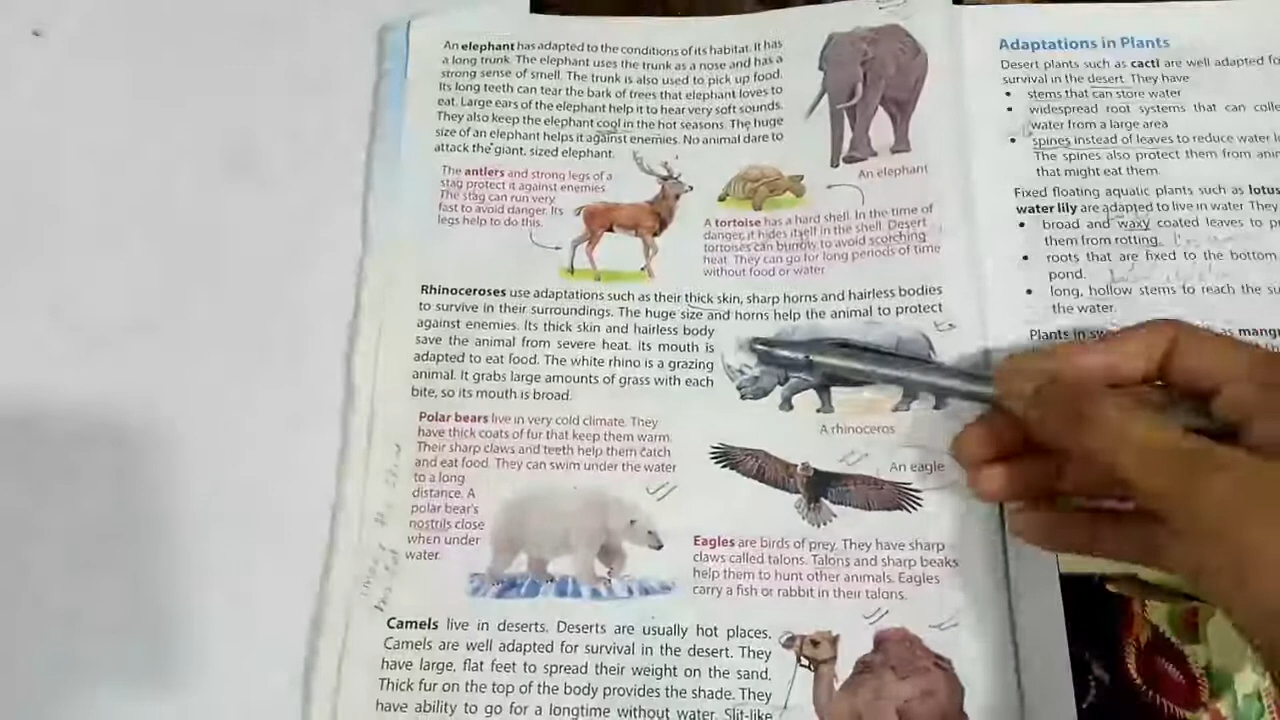 An elephant has adapted to the conditions of its habitat. It has
a long trunk. The elephant uses the trunk as a nose and has a
strong sense of smell. The trunk is also used to pick up food.
Its long teeth can tear the bark of trees that elephant loves to
eat. Large ears of the elephant help it to hear very soft sounds.
They also keep the elephant cool in the hot seasons. The huge
size of an elephant helps it against enemies. No animal dare to
attack the giant, sized elephant.
An elephant
The antlers and strong legs of a
stag protect it against enemies
The stag can run very
fast to avoid danger. Its
legs help to do this.
A tortoise has a hard shell. In the time of
danger, it hides itself in the shell. Desert
tortoises can burrow to avoid scorching
heat. They can go for long periods of time
without food or water
Rhinoceroses use adaptations such as their thick skin, sharp horns and hairless bodies
to survive in their surroundings. The huge size and horns help the animal to protect
against enemies. Its thick skin and hairless body
save the animal from severe heat. Its mouth is
adapted to eat food. The white rhino is a grazing
animal. It grabs large amounts of grass with each
bite, so its mouth is broad.
A rhinoceros
Polar bears live in very cold climate. They
have thick coats of fur that keep them warm.
Their sharp claws and teeth help them catch
and eat food. They can swim under the water
to a long
distance. A
polar bear's
nostrils close
when under
water.
An eagle
Eagles are birds of prey. They have sharp
claws called talons. Talons and sharp beaks
help them to hunt other animals. Eagles
carry a fish or rabbit in their talons.
Camels live in deserts. Deserts are usually hot places.
Camels are well adapted for survival in the desert. They
have large, flat feet to spread their weight on the sand.
Thick fur on the top of the body provides the shade. They
have ability to go for a longtime without water. Slit-like
Adaptations in Plants
Desert plants such as cacti are well adapted
survival in the desert. They have
• stems that can store water
• widespread root systems that can
water from a large area
• spines instead of leaves to reduce water
The spines also protect them from
that might eat them.
Fixed floating aquatic plants such as
water lily are adapted to live in water. They
• broad and waxy coated leaves to
them from rotting.
• roots that are fixed to the bottom
pond.
• long, hollow stems to reach the
the water.
Plants in as